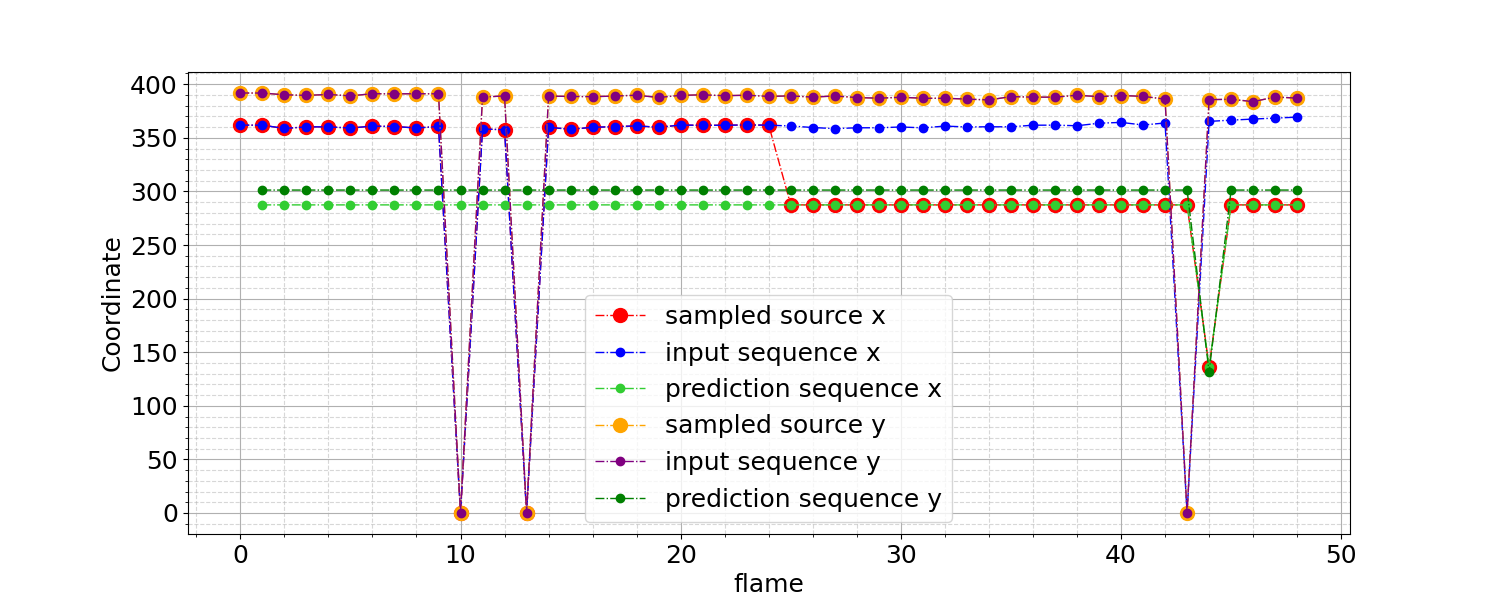 400
350
300
250
200
150
100
50
0
Coordinate
sampled source x
input sequence x
prediction sequence x
sampled source y
input sequence y
prediction sequence y
0 10 20 30 40 50
flame